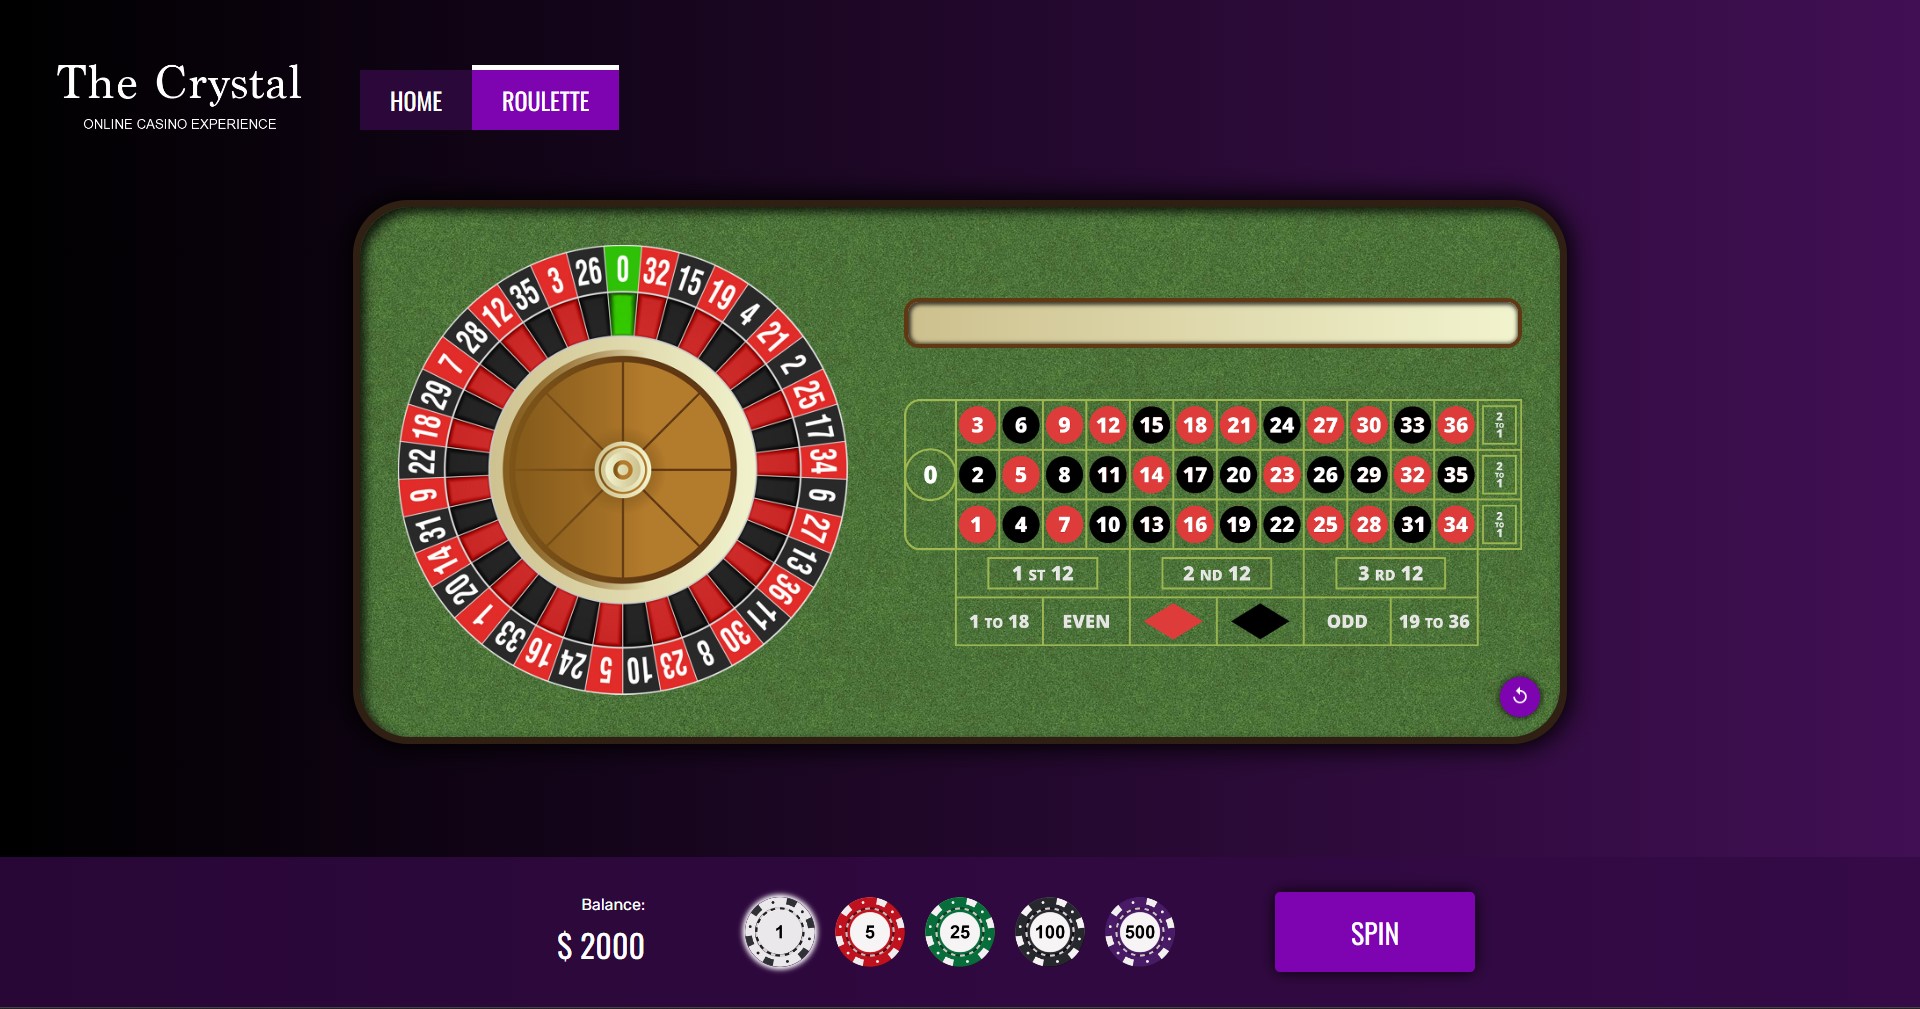 The Crystal
ONLINE CASINO EXPERIENCE
HOME
ROULETTE
0 32 15 19 4 21 2 25 17 34 6 27 13 36 11 30 8 23 10 5 24 16 33 1 20 14 31 9 22 18 29 7 28 12 35 3 26
3 6 9 12 15 18 21 24 27 30 33 36 2 TO 1
0 2 5 8 11 14 17 20 23 26 29 32 35 2 TO 1
1 4 7 10 13 16 19 22 25 28 31 34 2 TO 1
1 ST 12 2 ND 12 3 RD 12
1 TO 18 EVEN ODD 19 TO 36
Balance:
$ 2000
1 5 25 100 500
SPIN